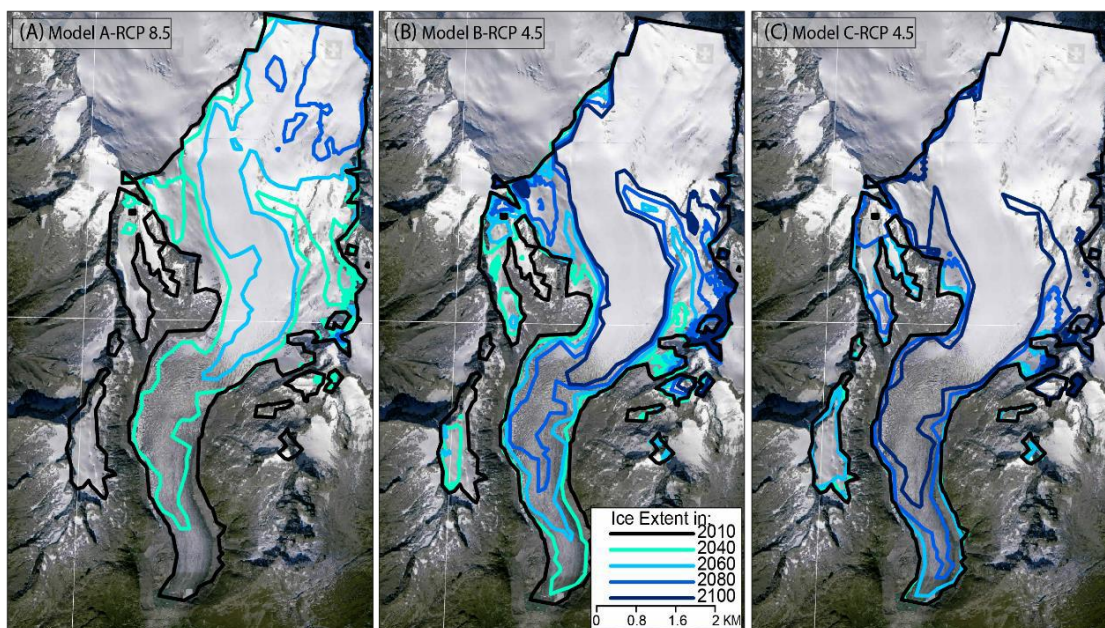 (A) Model A-RCP 8.5
(B) Model B-RCP 4.5
(C) Model C-RCP 4.5
Ice Extent in:
2010
2040
2060
2080
2100
0 0.8 1.6 2 KM